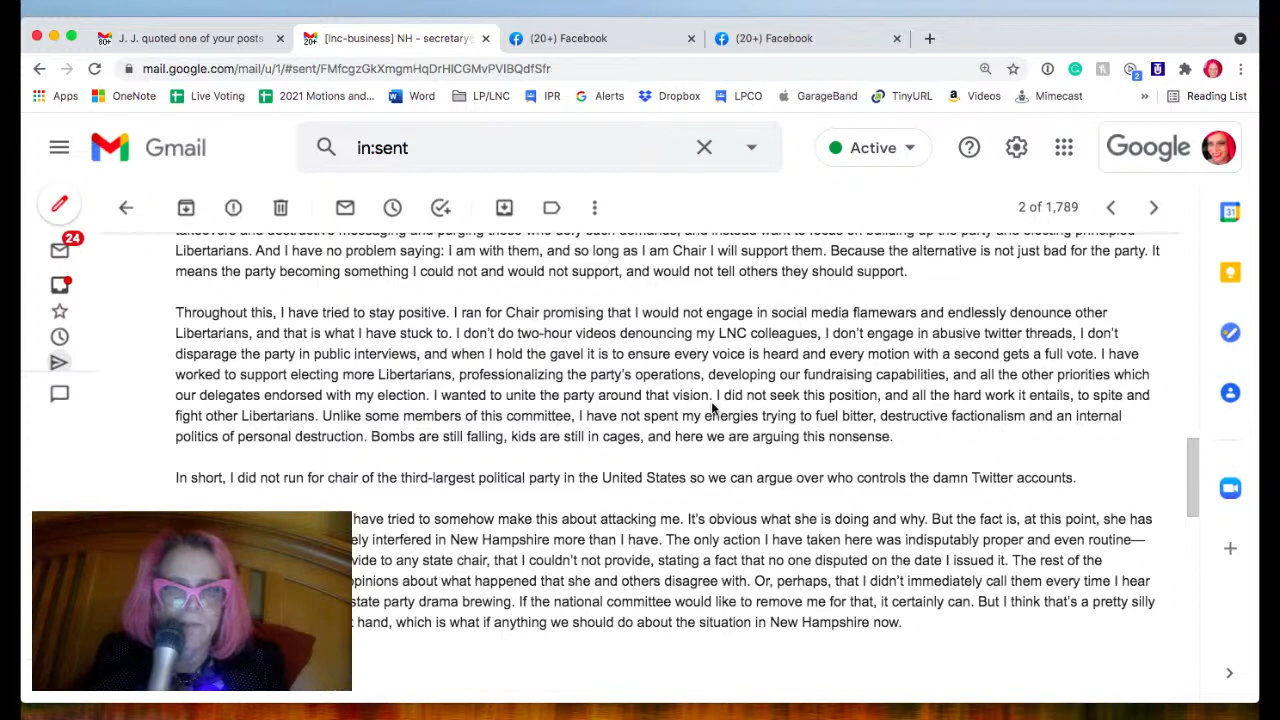 J. J. quoted one of your posts
[lnc-business] NH - secretary@
(20+) Facebook
(20+) Facebook
80+
20+
mail.google.com/mail/u/1/#sent/FMfcgzGkXmgmHqDrHlCGMvPVlBQdfSfr
2
Apps OneNote Live Voting 2021 Motions and... Word LP/LNC IPR Alerts Dropbox LPCO GarageBand TinyURL Videos Mimecast » Reading List
Gmail
in:sent
Active
Google
24
2 of 1,789
31
Libertarians. And I have no problem saying: I am with them, and so long as I am Chair I will support them. Because the alternative is not just bad for the party. It
means the party becoming something I could not and would not support, and would not tell others they should support.
Throughout this, I have tried to stay positive. I ran for Chair promising that I would not engage in social media flamewars and endlessly denounce other
Libertarians, and that is what I have stuck to. I don't do two-hour videos denouncing my LNC colleagues, I don't engage in abusive twitter threads, I don't
disparage the party in public interviews, and when I hold the gavel it is to ensure every voice is heard and every motion with a second gets a full vote. I have
worked to support electing more Libertarians, professionalizing the party's operations, developing our fundraising capabilities, and all the other priorities which
our delegates endorsed with my election. I wanted to unite the party around that vision. I did not seek this position, and all the hard work it entails, to spite and
fight other Libertarians. Unlike some members of this committee, I have not spent my energies trying to fuel bitter, destructive factionalism and an internal
politics of personal destruction. Bombs are still falling, kids are still in cages, and here we are arguing this nonsense.
In short, I did not run for chair of the third-largest political party in the United States so we can argue over who controls the damn Twitter accounts.
have tried to somehow make this about attacking me. It's obvious what she is doing and why. But the fact is, at this point, she has
ely interfered in New Hampshire more than I have. The only action I have taken here was indisputably proper and even routine—
vide to any state chair, that I couldn't not provide, stating a fact that no one disputed on the date I issued it. The rest of the
opinions about what happened that she and others disagree with. Or, perhaps, that I didn't immediately call them every time I hear
state party drama brewing. If the national committee would like to remove me for that, it certainly can. But I think that's a pretty silly
t hand, which is what if anything we should do about the situation in New Hampshire now.